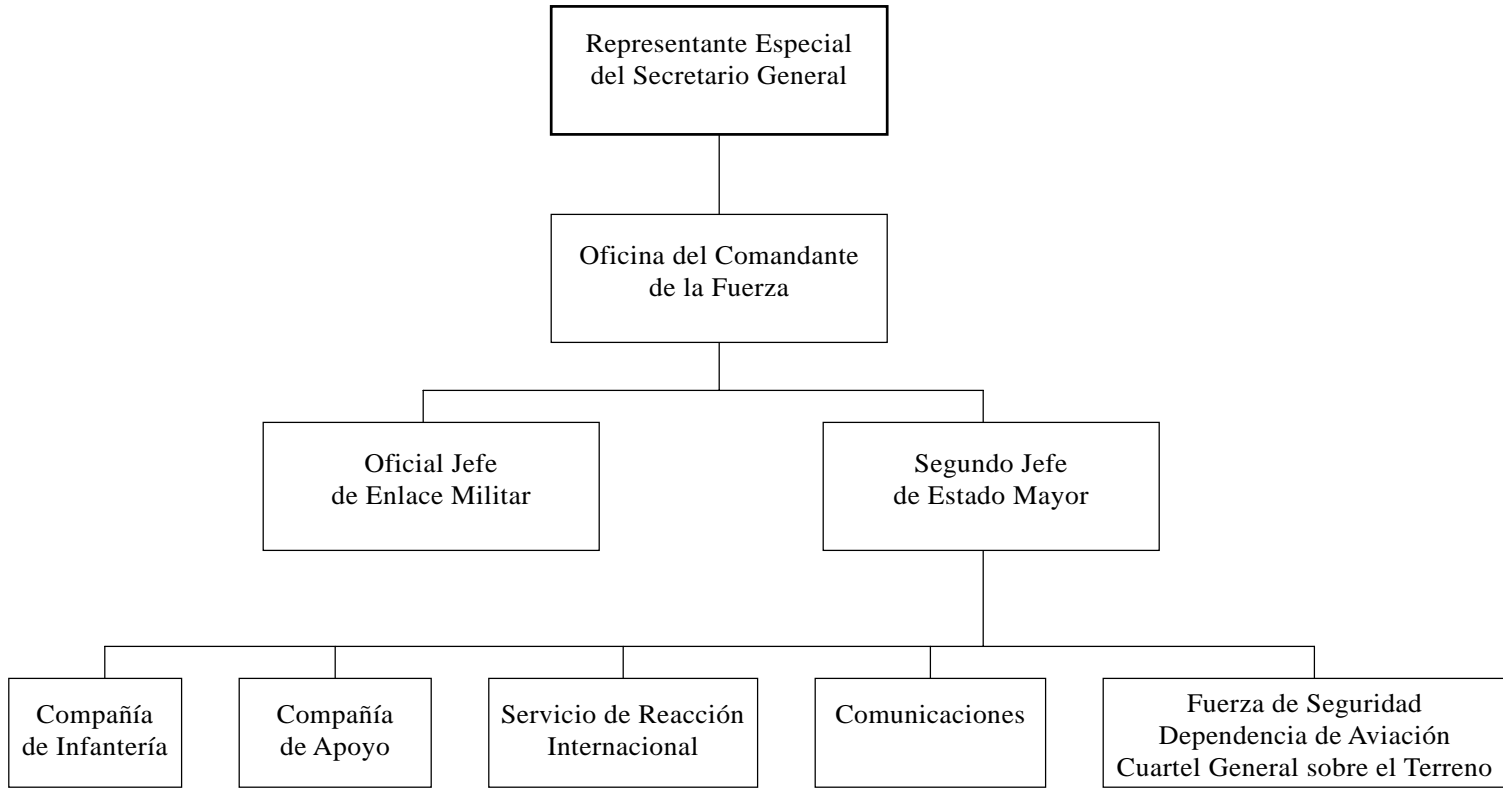 Representante Especial
del Secretario General
Oficina del Comandante
de la Fuerza
Oficial Jefe
de Enlace Militar
Segundo Jefe
de Estado Mayor
Compañía
de Infantería
Compañía
de Apoyo
Servicio de Reacción
Internacional
Comunicaciones
Fuerza de Seguridad
Dependencia de Aviación
Cuartel General sobre el Terreno